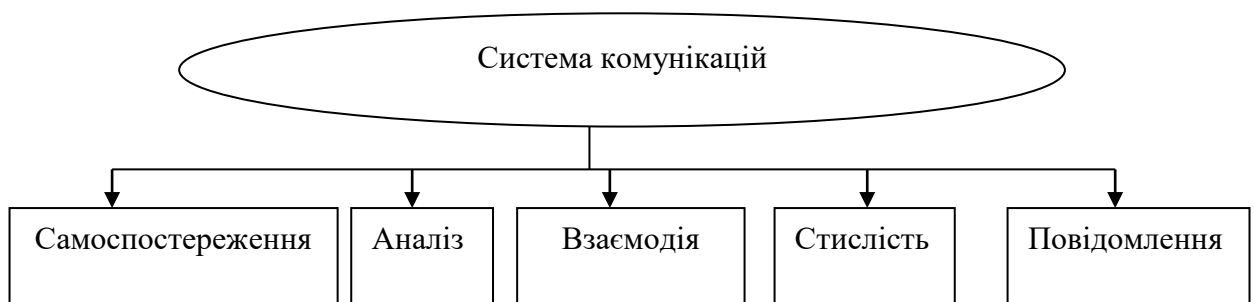 Система комунікацій
Самоспостереження
Аналіз
Взаємодія
Стислість
Повідомлення